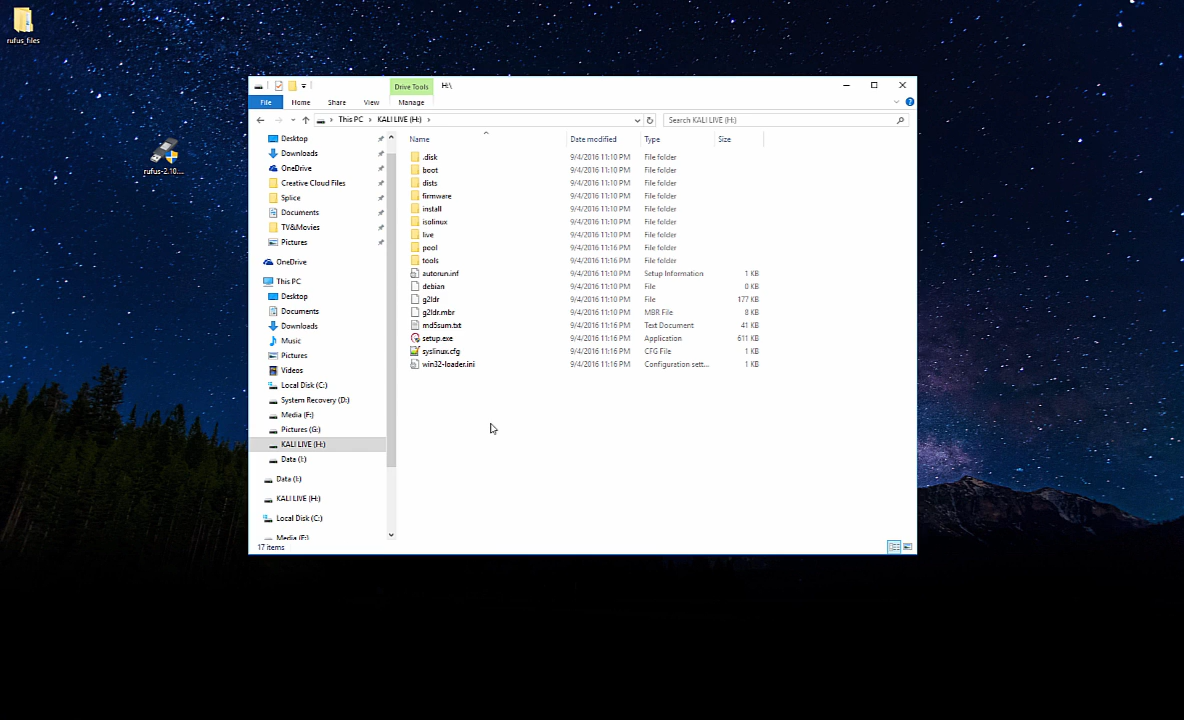 rufus_files
rufus-2.10....
Drive Tools
H:\
File Home Share View Manage
This PC KALI LIVE (H:)
Search KALI LIVE (H:)
Desktop
Downloads
OneDrive
Creative Cloud Files
Splice
Documents
TV&Movies
Pictures
OneDrive
This PC
Desktop
Documents
Downloads
Music
Pictures
Videos
Local Disk (C:)
System Recovery (D:)
Media (F:)
Pictures (G:)
KALI LIVE (H:)
Data (I:)
Data (I:)
KALI LIVE (H:)
Local Disk (C:)
Media (F:)
Name Date modified Type Size
.disk 9/4/2016 11:10 PM File folder
boot 9/4/2016 11:10 PM File folder
dists 9/4/2016 11:10 PM File folder
firmware 9/4/2016 11:10 PM File folder
install 9/4/2016 11:10 PM File folder
isolinux 9/4/2016 11:10 PM File folder
live 9/4/2016 11:10 PM File folder
pool 9/4/2016 11:16 PM File folder
tools 9/4/2016 11:16 PM File folder
autorun.inf 9/4/2016 11:10 PM Setup Information 1 KB
debian 9/4/2016 11:10 PM File 0 KB
g2ldr 9/4/2016 11:10 PM File 177 KB
g2ldr.mbr 9/4/2016 11:10 PM MBR File 8 KB
md5sum.txt 9/4/2016 11:16 PM Text Document 41 KB
setup.exe 9/4/2016 11:16 PM Application 611 KB
syslinux.cfg 9/4/2016 11:16 PM CFG File 1 KB
win32-loader.ini 9/4/2016 11:16 PM Configuration sett... 1 KB
17 items